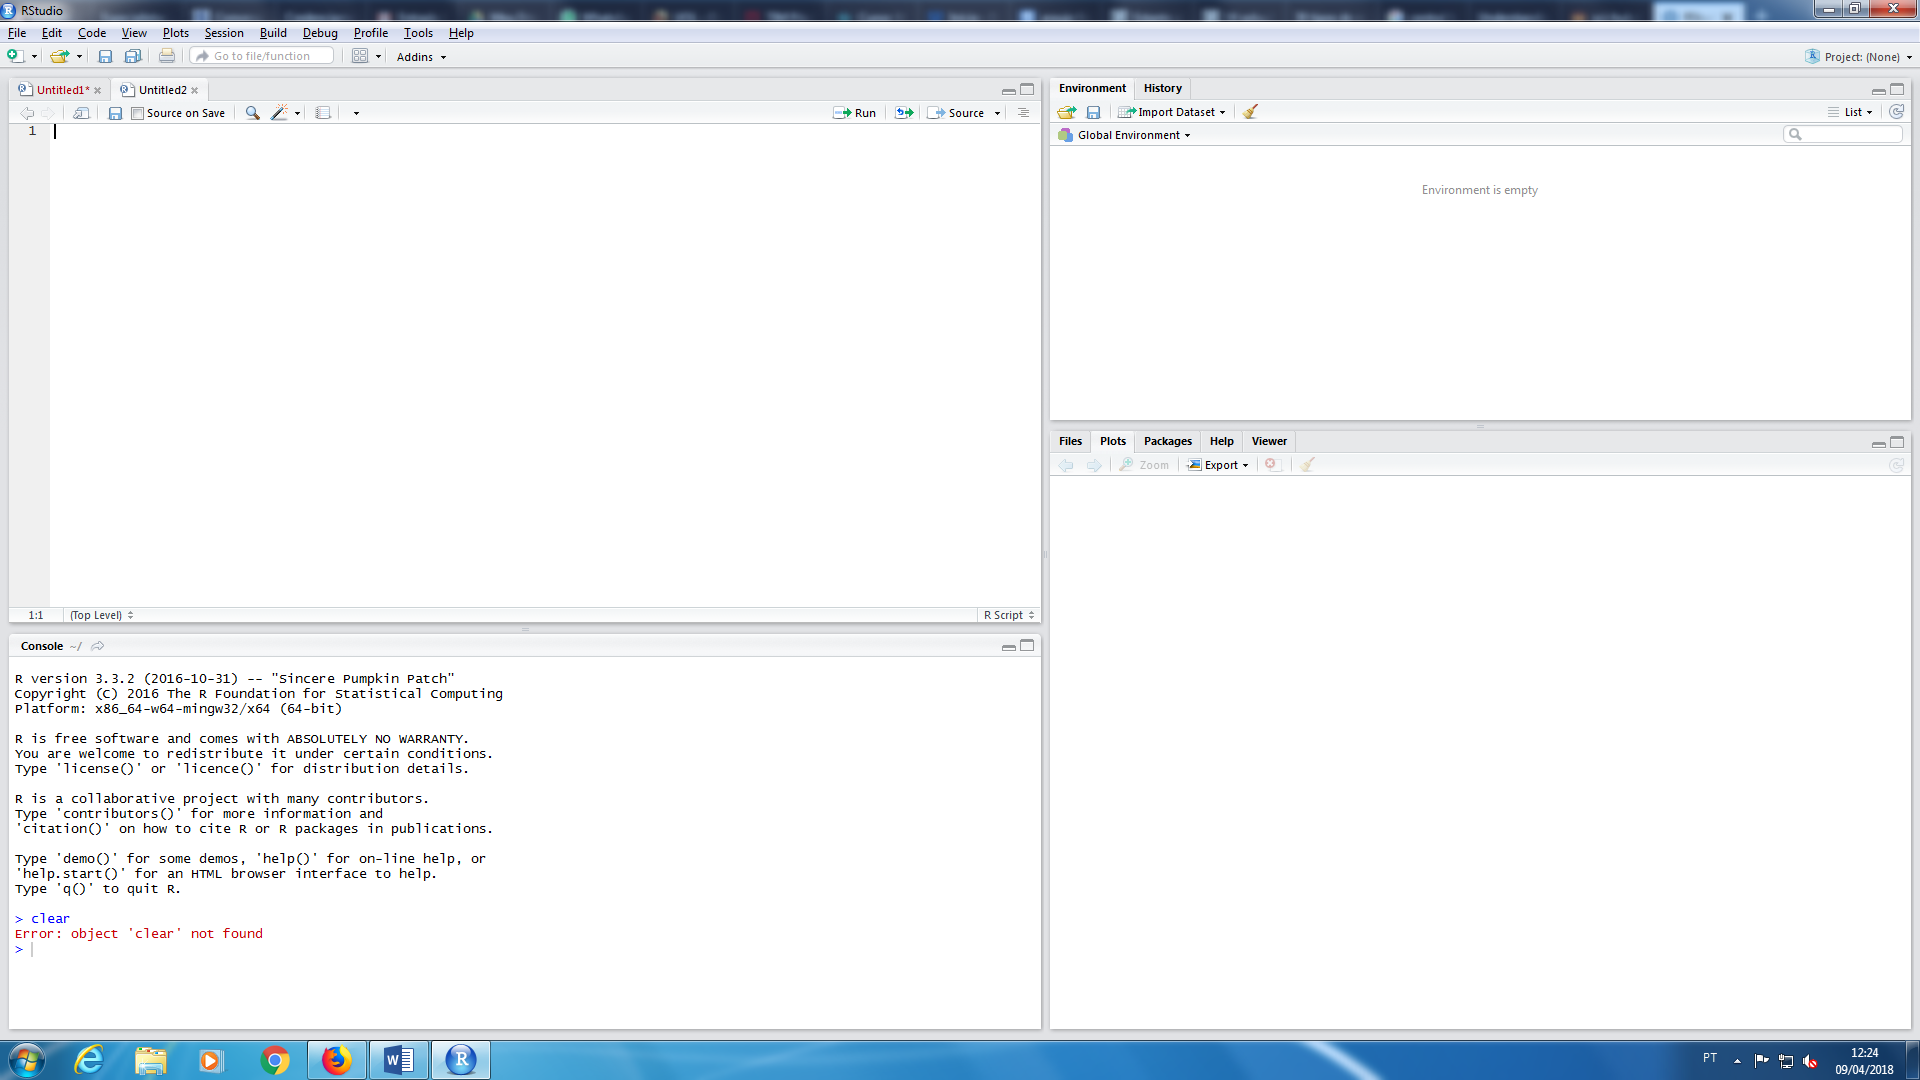 RStudio
File Edit Code View Plots Session Build Debug Profile Tools Help
Go to file/function Addins Project: (None)
Untitled1* Untitled2
Source on Save Run Source
1
1:1 (Top Level) R Script
Console ~/
R version 3.3.2 (2016-10-31) -- "Sincere Pumpkin Patch"
Copyright (C) 2016 The R Foundation for Statistical Computing
Platform: x86_64-w64-mingw32/x64 (64-bit)
R is free software and comes with ABSOLUTELY NO WARRANTY.
You are welcome to redistribute it under certain conditions.
Type 'license()' or 'licence()' for distribution details.
R is a collaborative project with many contributors.
Type 'contributors()' for more information and
'citation()' on how to cite R or R packages in publications.
Type 'demo()' for some demos, 'help()' for on-line help, or
'help.start()' for an HTML browser interface to help.
Type 'q()' to quit R.
> clear
Error: object 'clear' not found
>
Environment History
Import Dataset List
Global Environment
Environment is empty
Files Plots Packages Help Viewer
Zoom Export
PT 12:24
09/04/2018